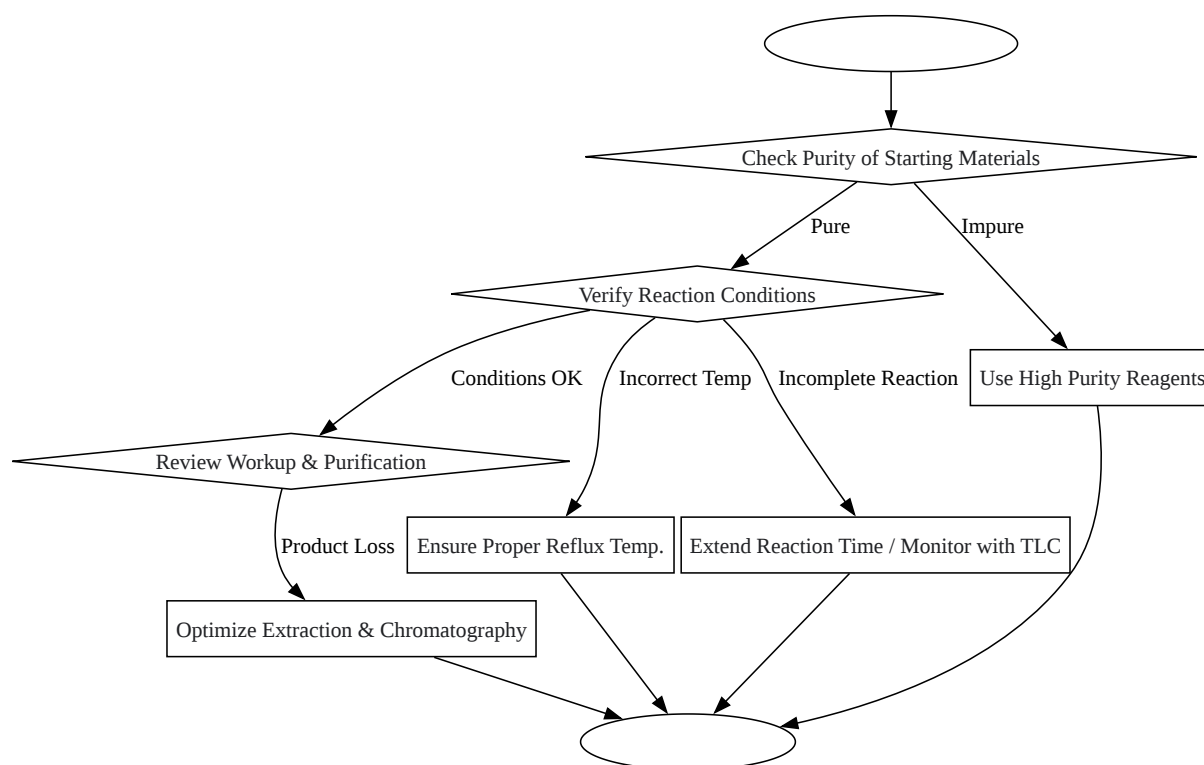 Check Purity of Starting Materials
Pure
Impure
Verify Reaction Conditions
Conditions OK
Incorrect Temp
Incomplete Reaction
Use High Purity Reagents
Review Workup & Purification
Product Loss
Ensure Proper Reflux Temp.
Extend Reaction Time / Monitor with TLC
Optimize Extraction & Chromatography